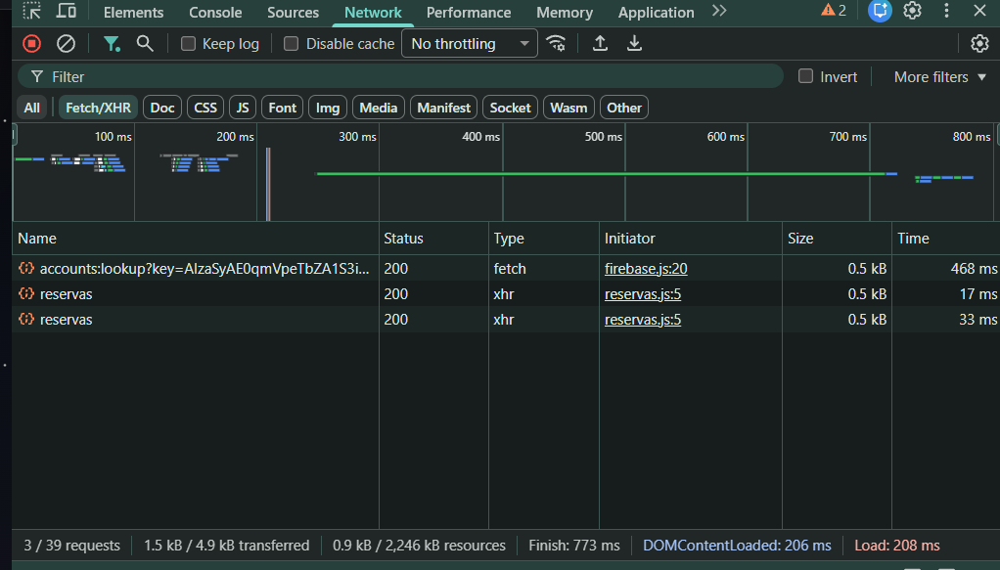 Elements Console Sources Network Performance Memory Application 2
Keep log Disable cache No throttling
Filter Invert More filters
All Fetch/XHR Doc CSS JS Font Img Media Manifest Socket Wasm Other
100 ms 200 ms 300 ms 400 ms 500 ms 600 ms 700 ms 800 ms
Name Status Type Initiator Size Time
accounts:lookup?key=AIzaSyAE0qmVpeTbZA1S3i... 200 fetch firebase.js:20 0.5 kB 468 ms
reservas 200 xhr reservas.js:5 0.5 kB 17 ms
reservas 200 xhr reservas.js:5 0.5 kB 33 ms
3 / 39 requests 1.5 kB / 4.9 kB transferred 0.9 kB / 2,246 kB resources Finish: 773 ms DOMContentLoaded: 206 ms Load: 208 ms